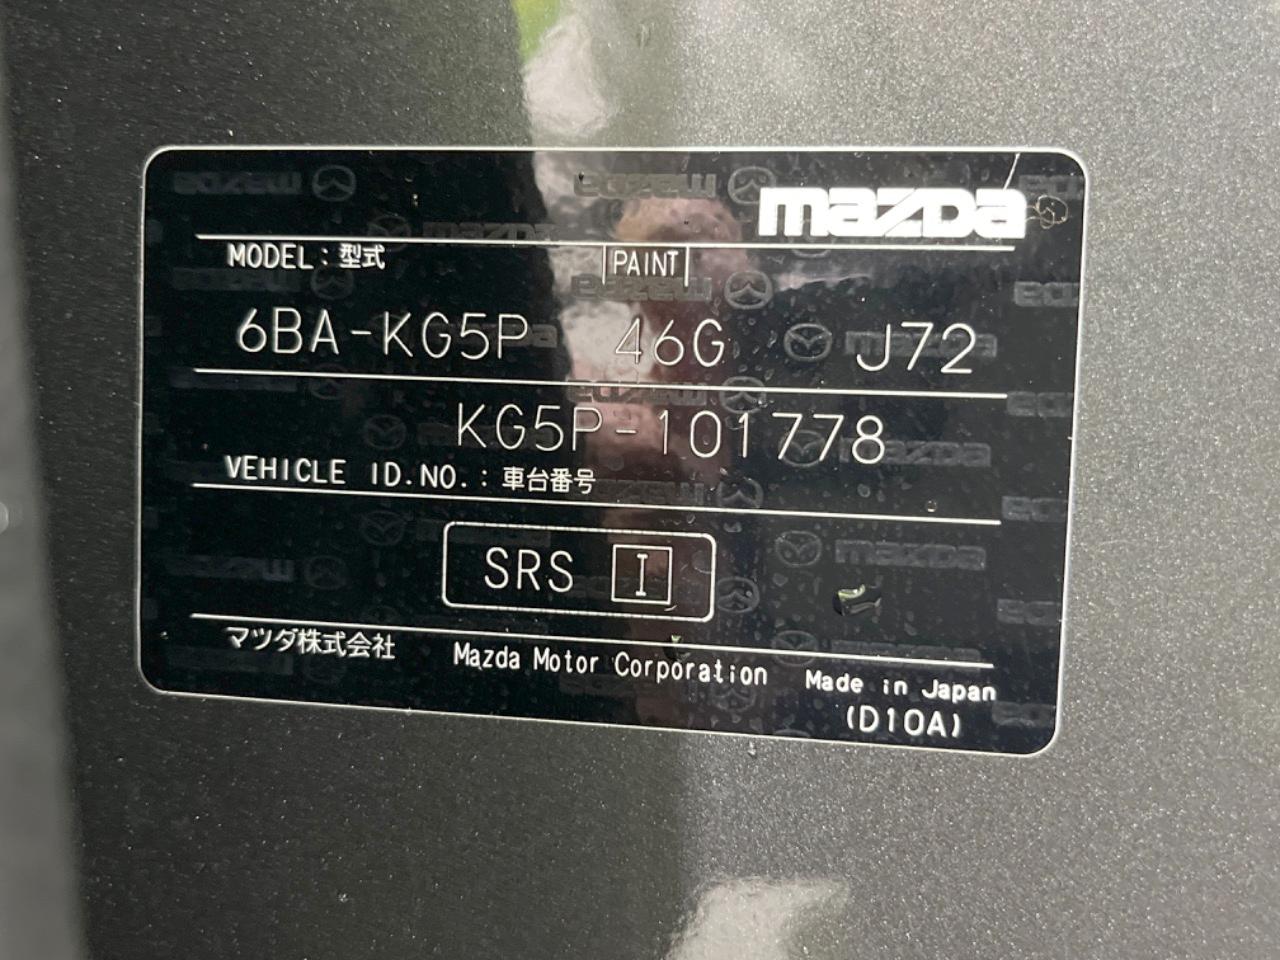 mazda
MODEL:型式 PAINT
6BA-KG5P 46G J72
KG5P-101778
VEHICLE ID.NO.:車台番号
SRS I
マツダ株式会社 Mazda Motor Corporation Made in Japan
(D10A)